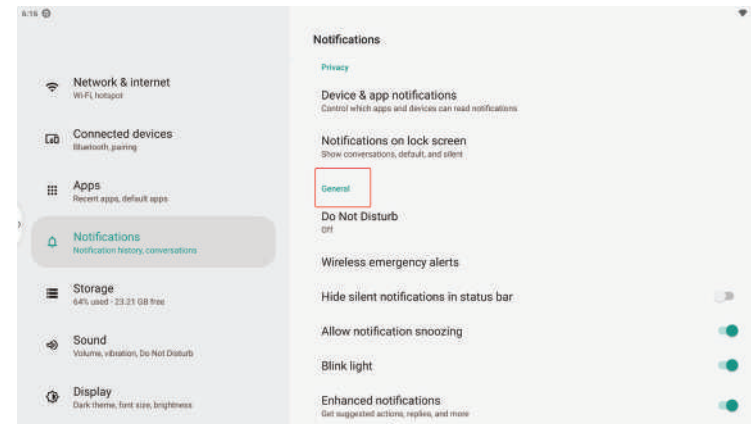 6:16
Network & internet
Wi-Fi, hotspot
Connected devices
Bluetooth, pairing
Apps
Recent apps, default apps
Notifications
Notification history, conversations
Storage
64% used - 23.21 GB free
Sound
Volume, vibration, Do Not Disturb
Display
Dark theme, font size, brightness
Notifications
Privacy
Device & app notifications
Control which apps and devices can read notifications
Notifications on lock screen
Show conversations, default, and silent
General
Do Not Disturb
Off
Wireless emergency alerts
Hide silent notifications in status bar
Allow notification snoozing
Blink light
Enhanced notifications
Get suggested actions, replies, and more